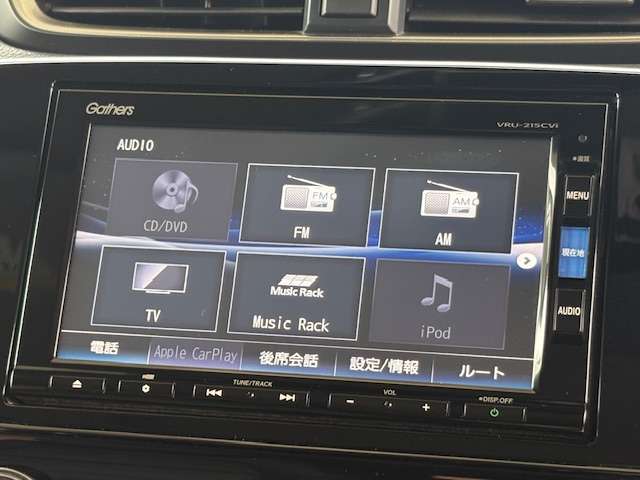 Gathers
VRU-215CVi
AUDIO
CD/DVD
FM
FM
AM
AM
MENU
現在地
AUDIO
TV
Music Rack
Music Rack
iPod
電話
Apple CarPlay
後席会話
設定/情報
ルート
TUNE/TRACK
VOL
DISP.OFF